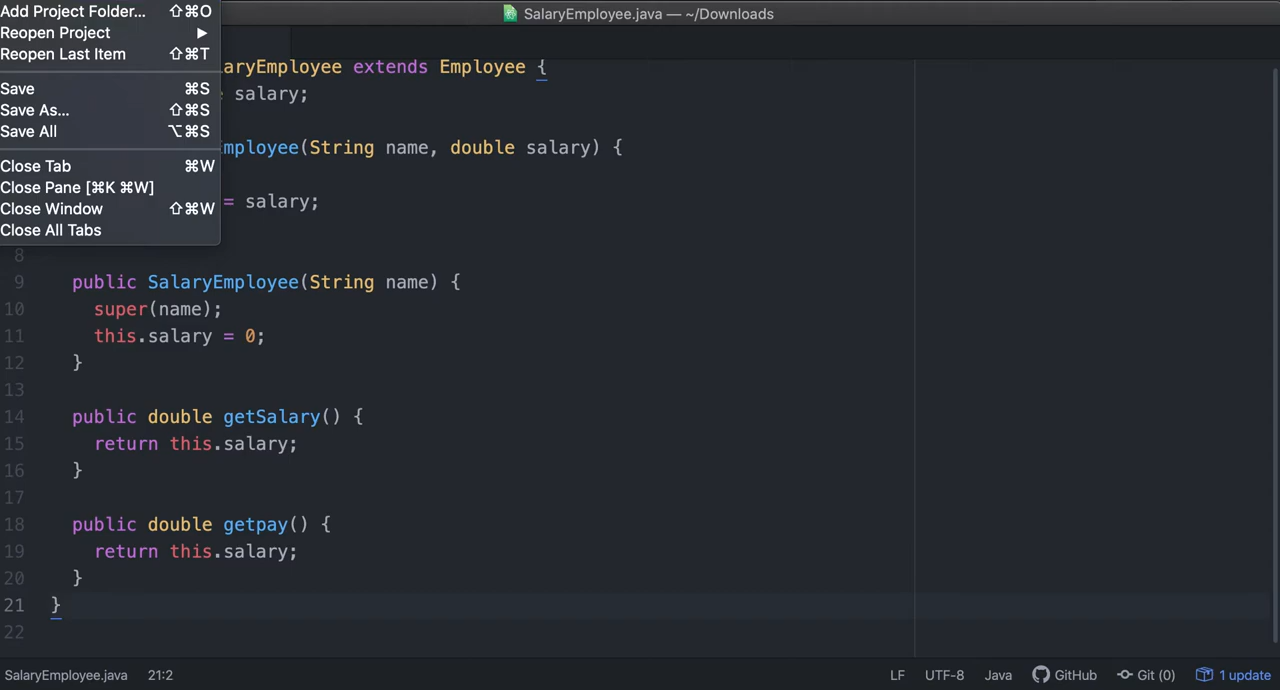 SalaryEmployee.java — ~/Downloads
Add Project Folder... ⇧⌘O
Reopen Project ▶
Reopen Last Item ⇧⌘T
Save ⌘S
Save As... ⇧⌘S
Save All ⌥⌘S
Close Tab ⌘W
Close Pane [⌘K ⌘W]
Close Window ⇧⌘W
Close All Tabs
aryEmployee extends Employee {
salary;
mployee(String name, double salary) {
= salary;
8
9 public SalaryEmployee(String name) {
10 super(name);
11 this.salary = 0;
12 }
13
14 public double getSalary() {
15 return this.salary;
16 }
17
18 public double getpay() {
19 return this.salary;
20 }
21 }
22
SalaryEmployee.java 21:2 LF UTF-8 Java GitHub Git (0) 1 update